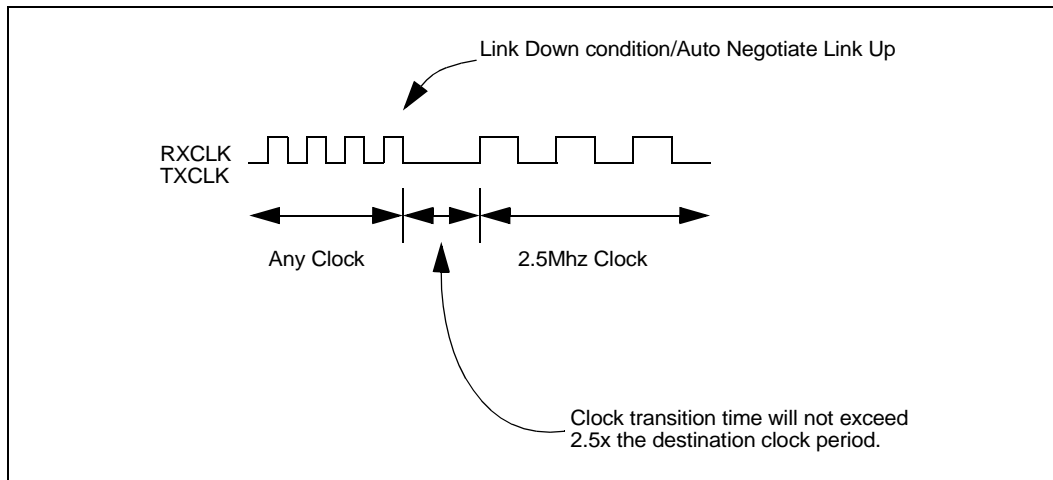 Link Down condition/Auto Negotiate Link Up
RXCLK
TXCLK
Any Clock
2.5Mhz Clock
Clock transition time will not exceed
2.5x the destination clock period.